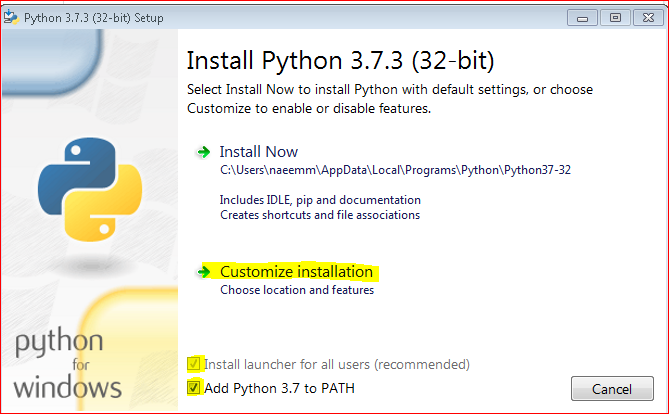 Python 3.7.3 (32-bit) Setup
Install Python 3.7.3 (32-bit)
Select Install Now to install Python with default settings, or choose
Customize to enable or disable features.
Install Now
C:\Users\naeemm\AppData\Local\Programs\Python\Python37-32
Includes IDLE, pip and documentation
Creates shortcuts and file associations
Customize installation
Choose location and features
python
for
windows
Install launcher for all users (recommended)
Add Python 3.7 to PATH
Cancel